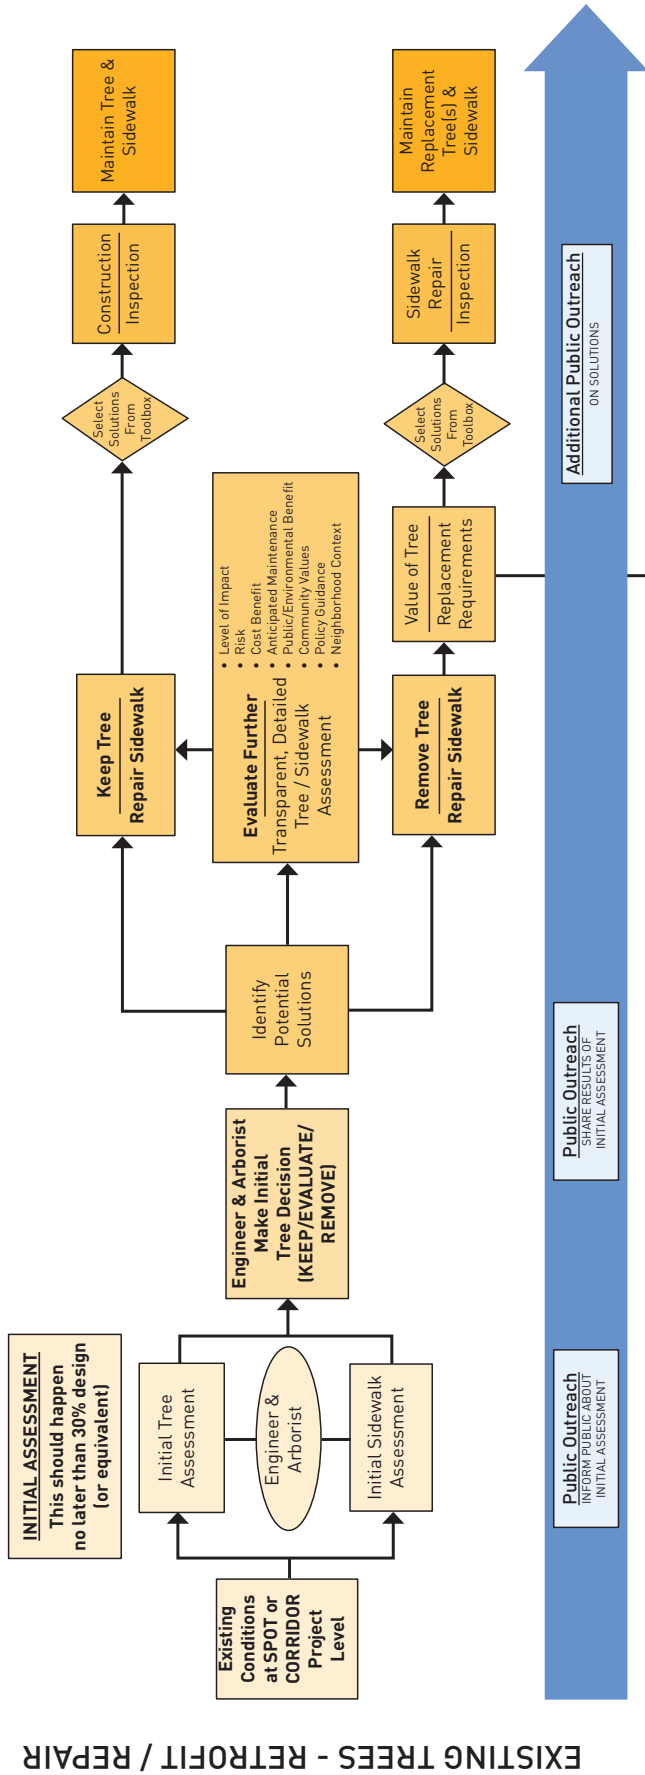 EXISTING TREES - RETROFIT / REPAIR
INITIAL ASSESSMENT
This should happen
no later than 30% design
(or equivalent)
Existing
Conditions
at SPOT or
CORRIDOR
Project
Level
Initial Tree
Assessment
Engineer &
Arborist
Initial Sidewalk
Assessment
Engineer & Arborist
Make Initial
Tree Decision
(KEEP/EVALUATE/
REMOVE)
Identify
Potential
Solutions
Keep Tree
Repair Sidewalk
Evaluate Further
Transparent, Detailed
Tree / Sidewalk
Assessment
• Level of Impact
• Risk
• Cost Benefit
• Anticipated Maintenance
• Public/Environmental Benefit
• Community Values
• Policy Guidance
• Neighborhood Context
Remove Tree
Repair Sidewalk
Value of Tree
Replacement
Requirements
Select
Solutions
From
Toolbox
Construction
Inspection
Maintain Tree &
Sidewalk
Select
Solutions
From
Toolbox
Sidewalk
Repair
Inspection
Maintain
Replacement
Tree(s) &
Sidewalk
Public Outreach
INFORM PUBLIC ABOUT
INITIAL ASSESSMENT
Public Outreach
SHARE RESULTS OF
INITIAL ASSESSMENT
Additional Public Outreach
ON SOLUTIONS